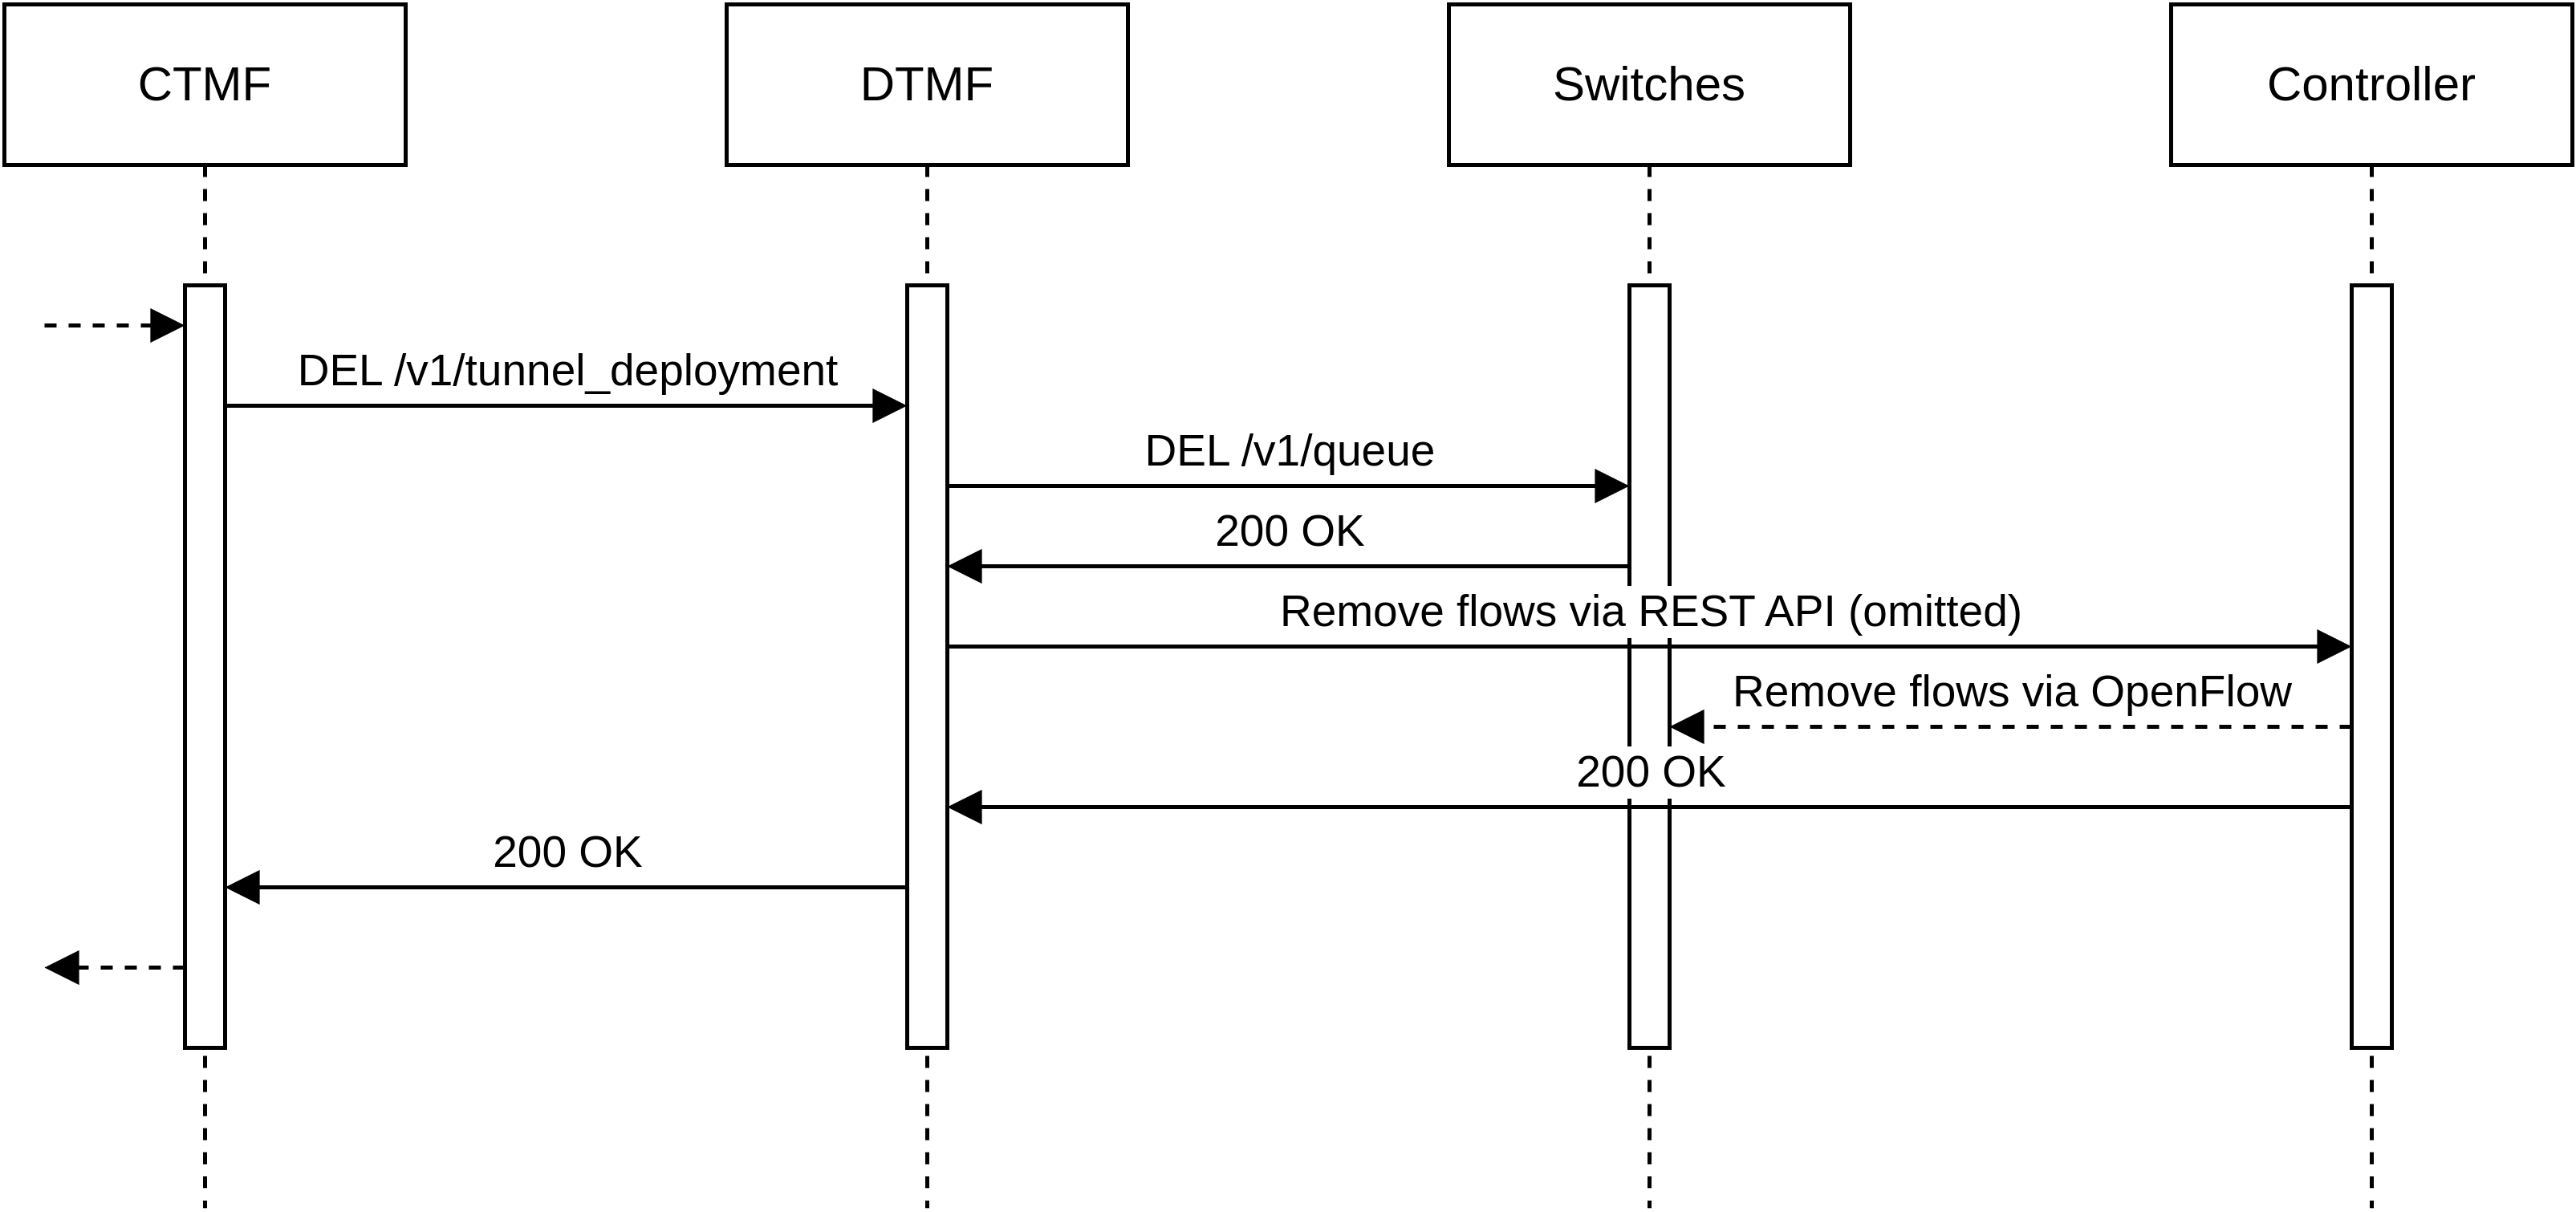 CTMF
DTMF
Switches
Controller
DEL /v1/tunnel_deployment
DEL /v1/queue
200 OK
Remove flows via REST API (omitted)
Remove flows via OpenFlow
200 OK
200 OK